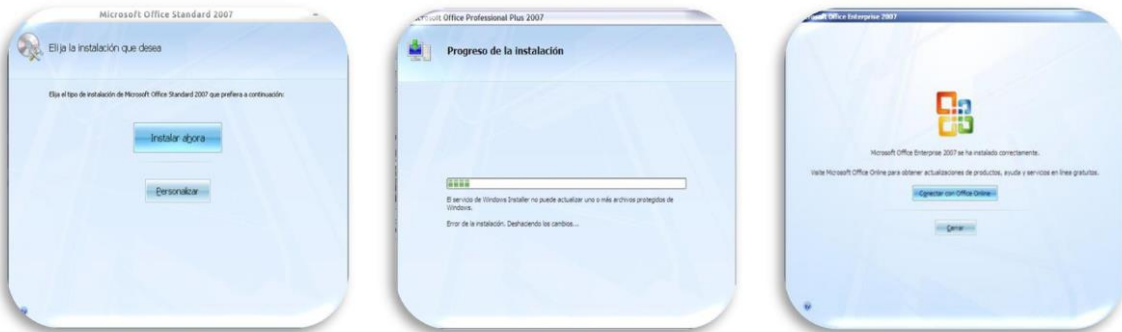 Microsoft Office Standard 2007
Elija la instalación que desea
Elija el tipo de instalación de Microsoft Office Standard 2007 que prefiera a continuación:
Instalar ahora
Personalizar
Microsoft Office Professional Plus 2007
Progreso de la instalación
El servicio de Windows Installer no puede actualizar uno o más archivos protegidos de
Windows.
Error de la instalación. Deshaciendo los cambios...
Microsoft Office Enterprise 2007
Microsoft Office Enterprise 2007 se ha instalado correctamente.
Visite Microsoft Office Online para obtener actualizaciones de productos, ayuda y servicios en línea gratuitos.
Conectar con Office Online
Cerrar